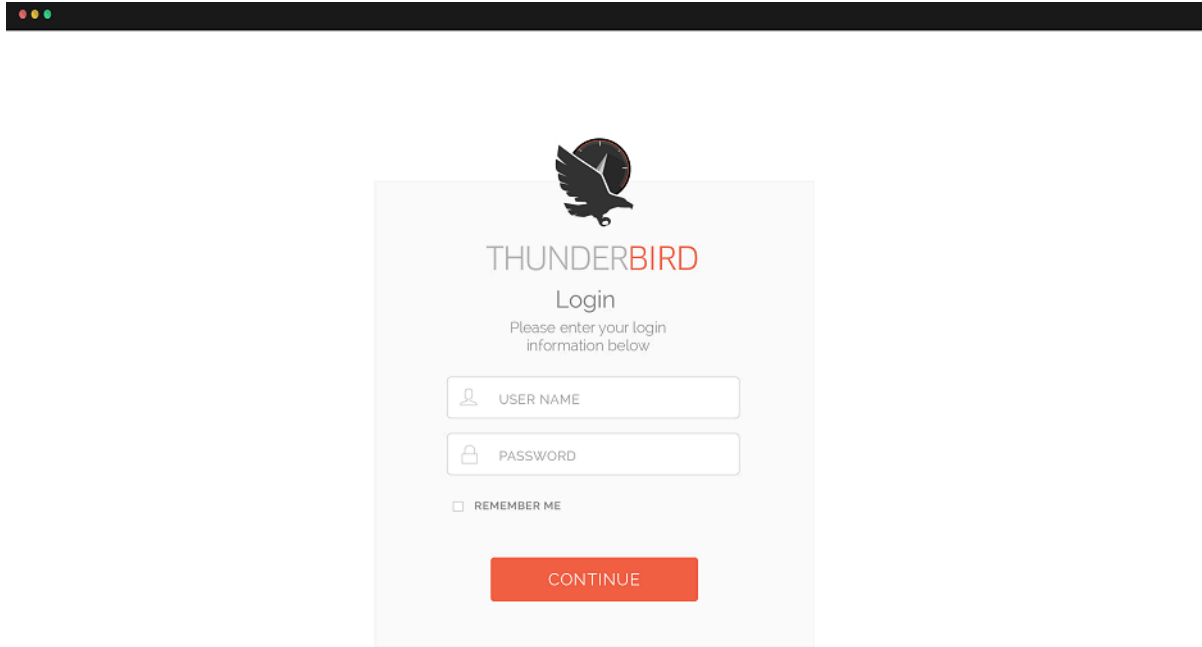 THUNDERBIRD
Login
Please enter your login
information below
USER NAME
PASSWORD
REMEMBER ME
CONTINUE